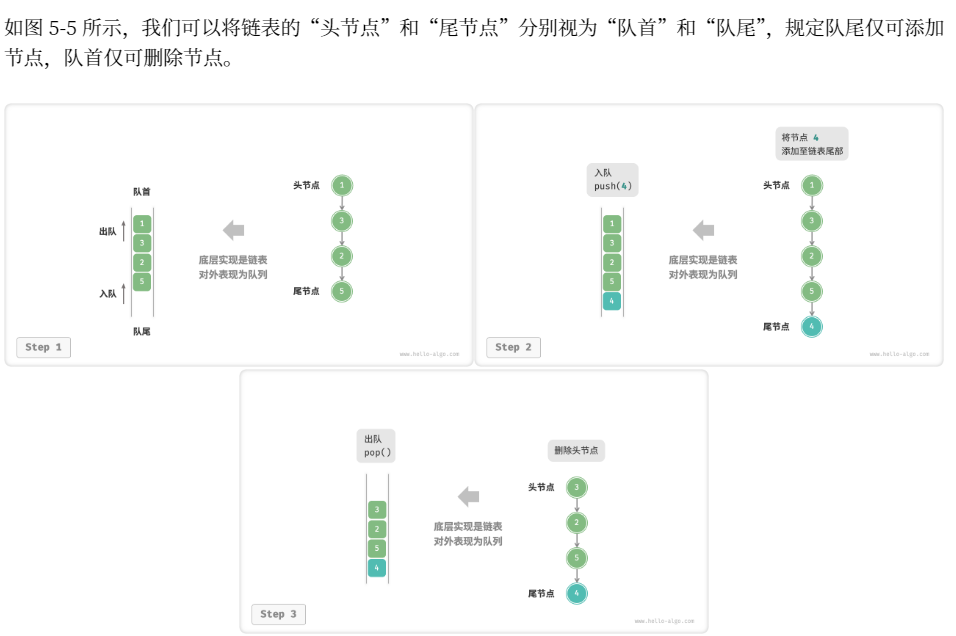 如图 5-5 所示，我们可以将链表的“头节点”和“尾节点”分别视为“队首”和“队尾”，规定队尾仅可添加
节点，队首仅可删除节点。
队首
出队
1
3
2
5
入队
队尾
底层实现是链表
对外表现为队列
头节点
1
3
2
尾节点
5
Step 1
www.hello-algo.com
入队
push(4)
1
3
2
5
4
底层实现是链表
对外表现为队列
将节点 4
添加至链表尾部
头节点
1
3
2
5
尾节点
4
Step 2
www.hello-algo.com
出队
pop()
3
2
5
4
底层实现是链表
对外表现为队列
删除头节点
头节点
3
2
5
尾节点
4
Step 3
www.hello-algo.com